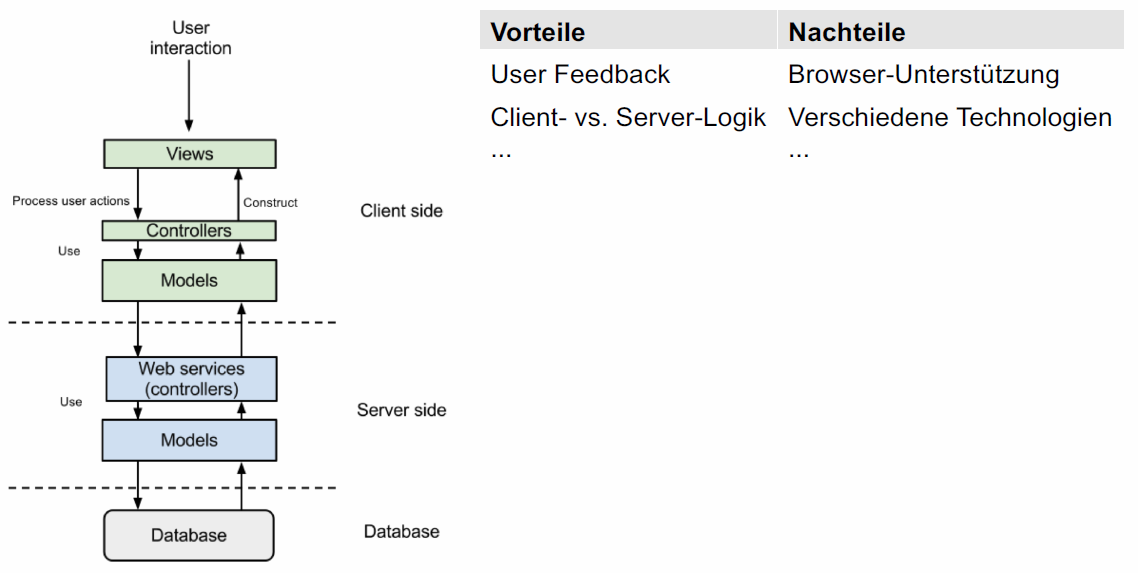 User
interaction
Views
Process user actions
Construct
Controllers
Use
Models
Client side
Web services
(controllers)
Use
Models
Server side
Database
Database
Vorteile Nachteile
User Feedback Browser-Unterstützung
Client- vs. Server-Logik Verschiedene Technologien
... ...